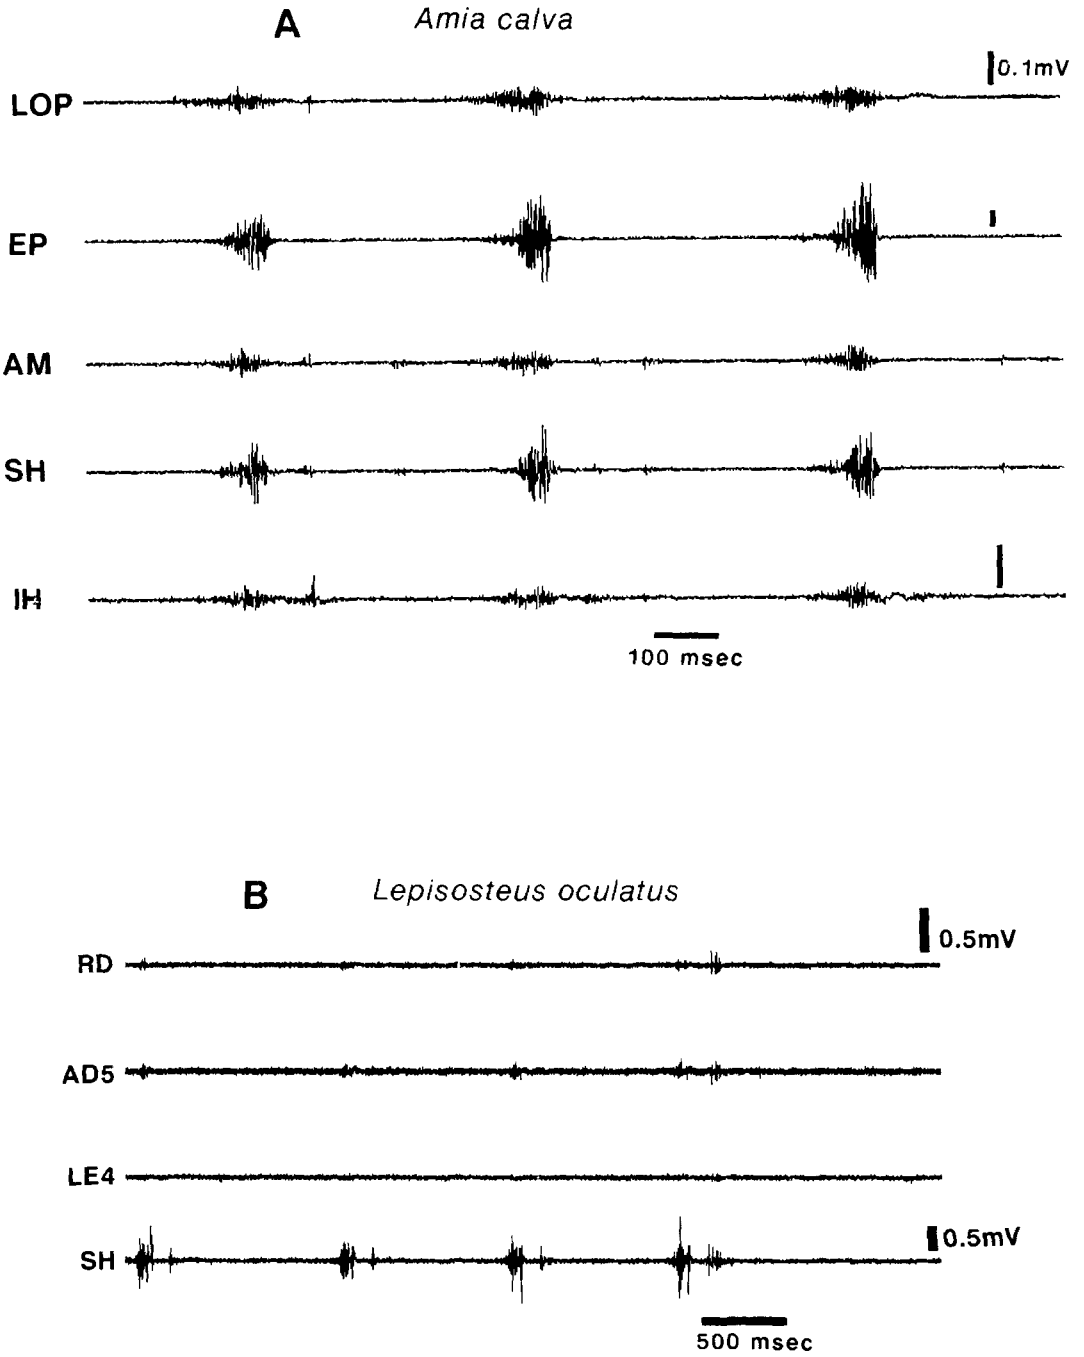 A Amia calva
0.1mV
LOP
EP
AM
SH
IH
100 msec
B Lepisosteus oculatus
0.5mV
RD
AD5
LE4
SH
0.5mV
500 msec